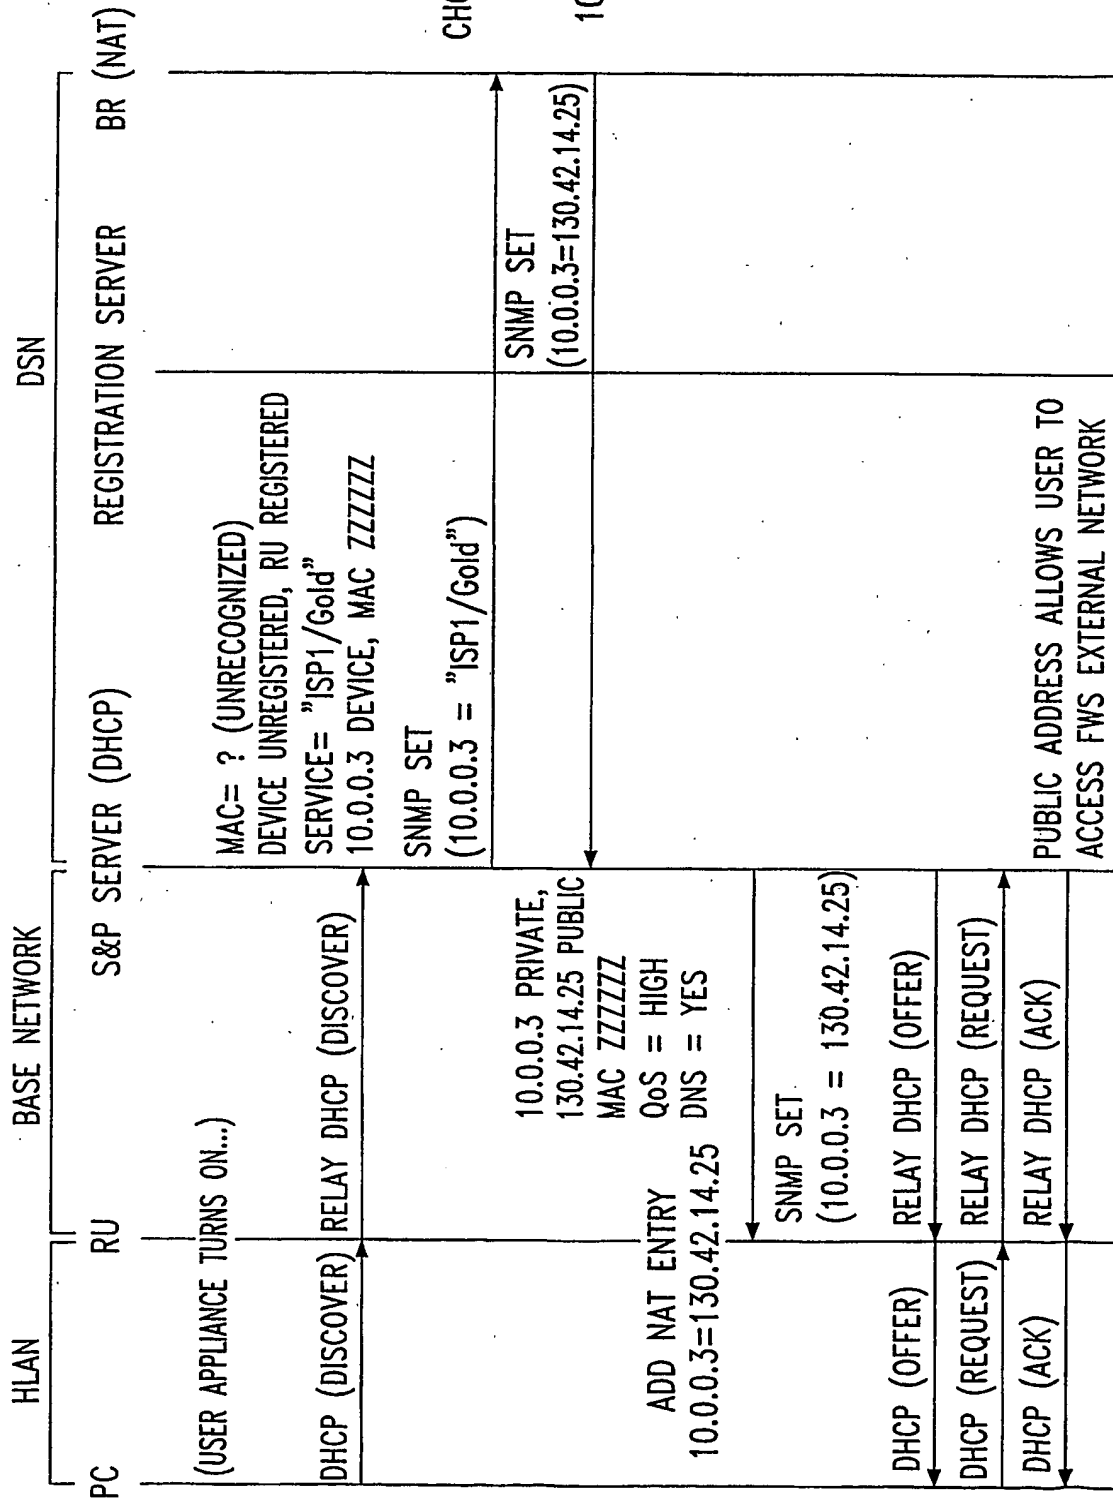 HLAN
BASE NETWORK
DSN
PC
RU
S&P SERVER (DHCP)
REGISTRATION SERVER
BR (NAT)
(USER APPLIANCE TURNS ON...)
MAC= ? (UNRECOGNIZED)
DEVICE UNREGISTERED, RU REGISTERED
SERVICE= "ISP1/Gold"
10.0.0.3 DEVICE, MAC ZZZZZZ
DHCP (DISCOVER)
RELAY DHCP (DISCOVER)
SNMP SET
(10.0.0.3 = "ISP1/Gold")
CHO
SNMP SET
(10.0.0.3=130.42.14.25)
10
10.0.0.3 PRIVATE,
130.42.14.25 PUBLIC
MAC ZZZZZZ
QoS = HIGH
DNS = YES
ADD NAT ENTRY
10.0.0.3=130.42.14.25
SNMP SET
(10.0.0.3 = 130.42.14.25)
DHCP (OFFER)
RELAY DHCP (OFFER)
DHCP (REQUEST)
RELAY DHCP (REQUEST)
DHCP (ACK)
RELAY DHCP (ACK)
PUBLIC ADDRESS ALLOWS USER TO
ACCESS FWS EXTERNAL NETWORK